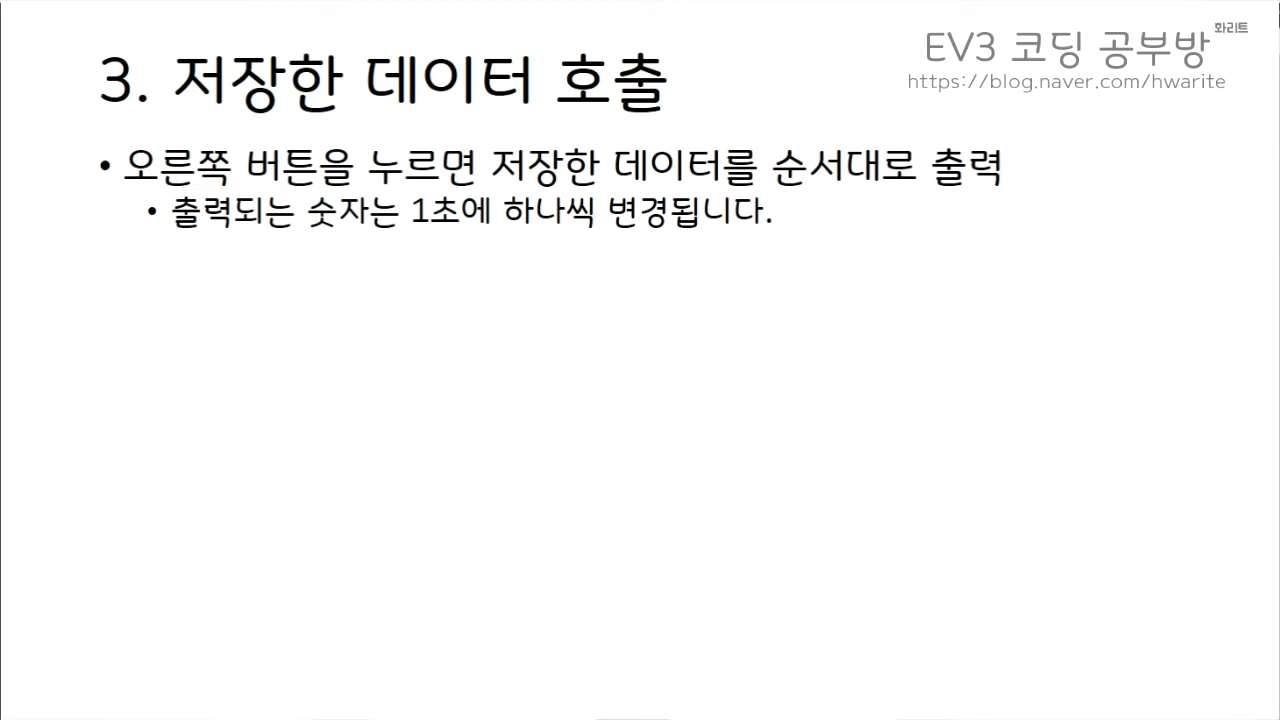 화리트
EV3 코딩 공부방
https://blog.naver.com/hwarite
3. 저장한 데이터 호출
• 오른쪽 버튼을 누르면 저장한 데이터를 순서대로 출력
• 출력되는 숫자는 1초에 하나씩 변경됩니다.